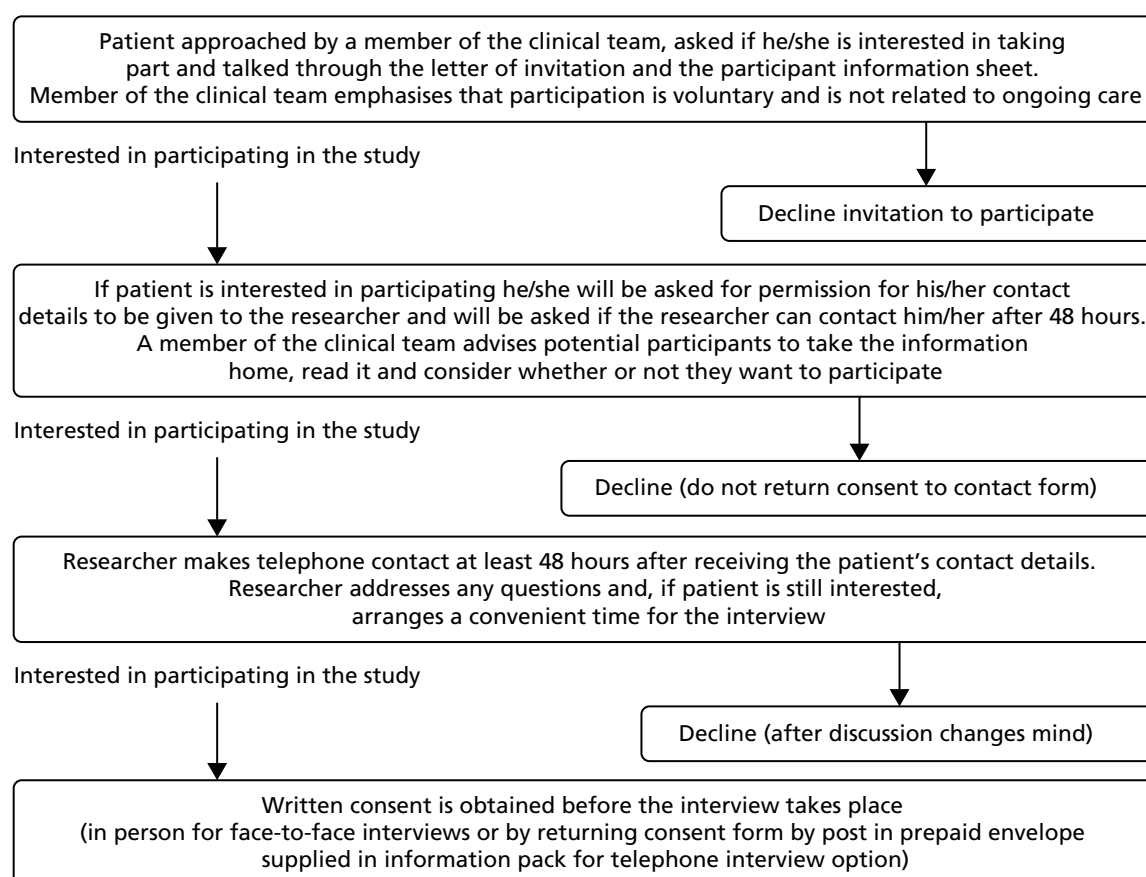 Patient approached by a member of the clinical team, asked if he/she is interested in taking
part and talked through the letter of invitation and the participant information sheet.
Member of the clinical team emphasises that participation is voluntary and is not related to ongoing care
Interested in participating in the study
Decline invitation to participate
If patient is interested in participating he/she will be asked for permission for his/her contact
details to be given to the researcher and will be asked if the researcher can contact him/her after 48 hours.
A member of the clinical team advises potential participants to take the information
home, read it and consider whether or not they want to participate
Interested in participating in the study
Decline (do not return consent to contact form)
Researcher makes telephone contact at least 48 hours after receiving the patient’s contact details.
Researcher addresses any questions and, if patient is still interested,
arranges a convenient time for the interview
Interested in participating in the study
Decline (after discussion changes mind)
Written consent is obtained before the interview takes place
(in person for face-to-face interviews or by returning consent form by post in prepaid envelope
supplied in information pack for telephone interview option)